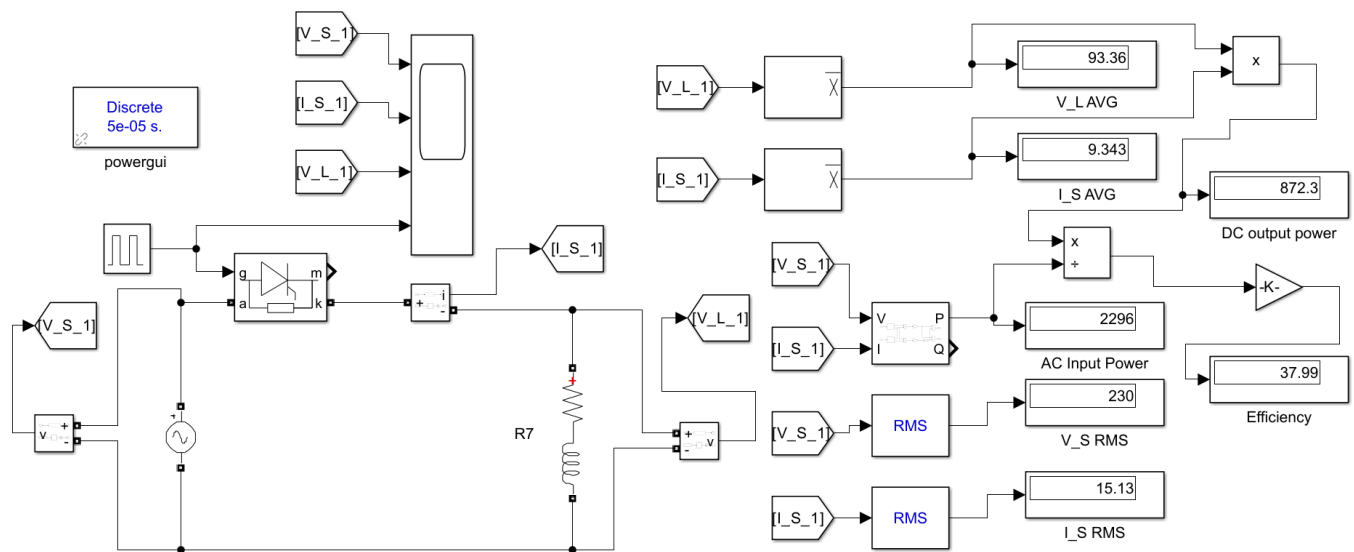 [V_S_1]
[I_S_1]
[V_L_1]
Discrete
5e-05 s.
powergui
g
m
a
k
[V_S_1]
v
+
-
+
i
+
-
[I_S_1]
[V_L_1]
+
R7
+
-
v
[V_L_1]
X
93.36
V_L AVG
x
[I_S_1]
X
9.343
I_S AVG
872.3
DC output power
x
÷
-K-
[V_S_1]
[I_S_1]
V
I
P
Q
2296
AC Input Power
37.99
Efficiency
[V_S_1]
RMS
230
V_S RMS
[I_S_1]
RMS
15.13
I_S RMS